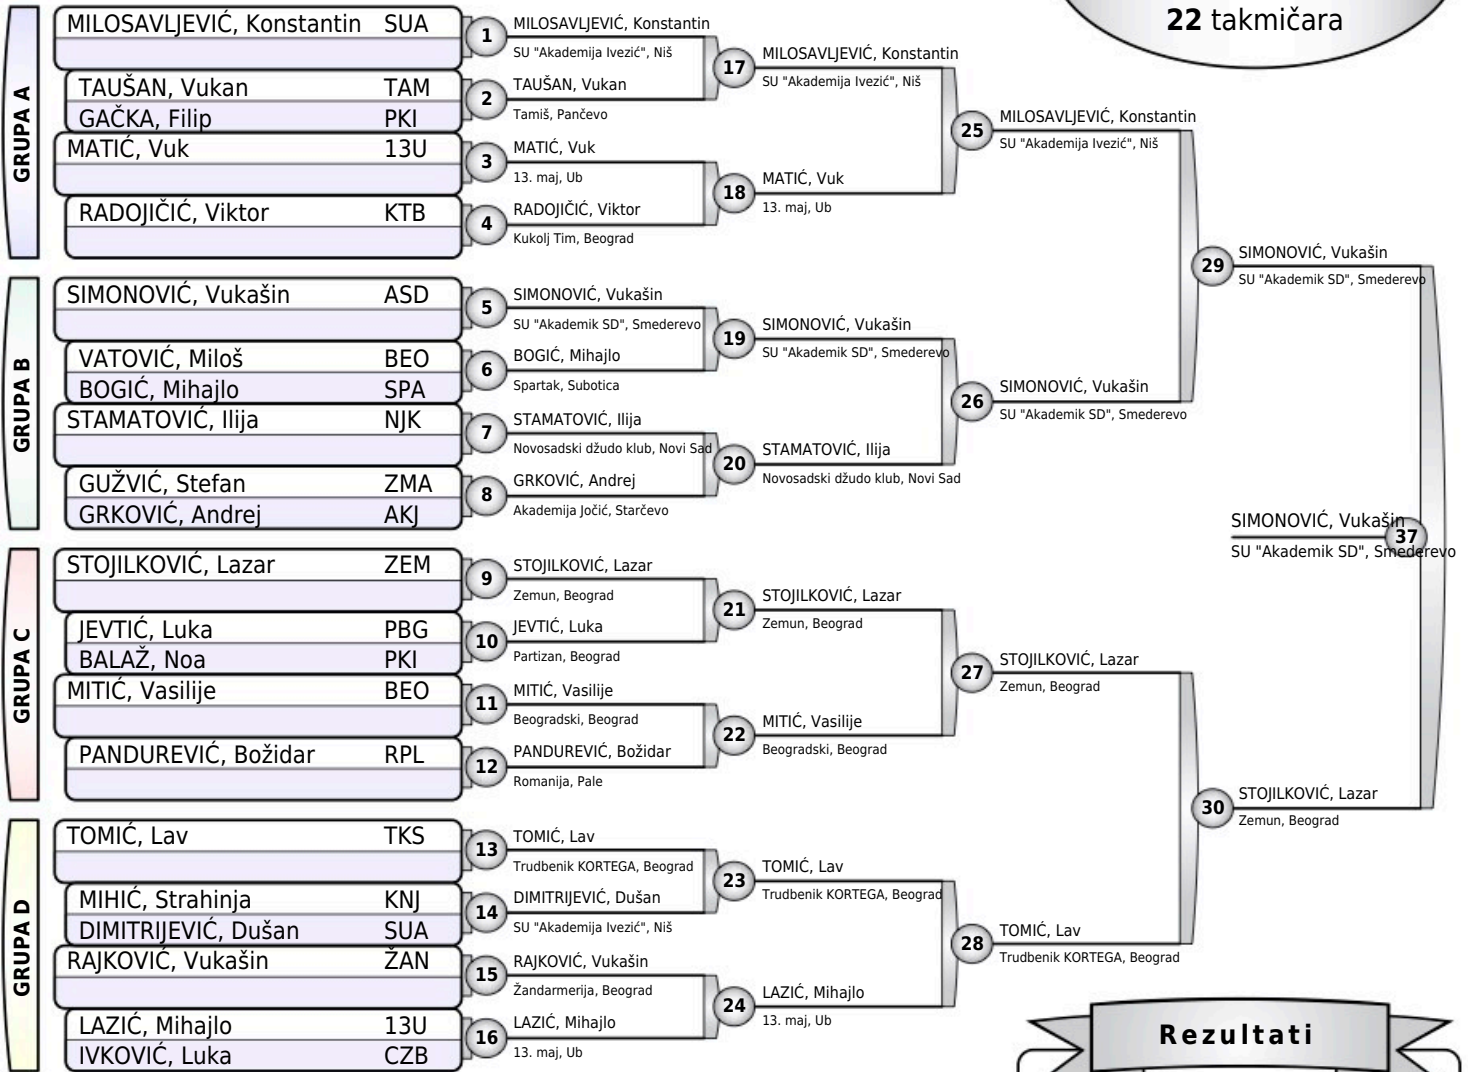 22 takmičara
GRUPA A
MILOSAVLJEVIĆ, Konstantin SUA
TAUŠAN, Vukan TAM
GAČKA, Filip PKI
MATIĆ, Vuk 13U
RADOJIČIĆ, Viktor KTB
1
MILOSAVLJEVIĆ, Konstantin
SU "Akademija Ivezić", Niš
2
TAUŠAN, Vukan
Tamiš, Pančevo
3
MATIĆ, Vuk
13. maj, Ub
4
RADOJIČIĆ, Viktor
Kukolj Tim, Beograd
17
MILOSAVLJEVIĆ, Konstantin
SU "Akademija Ivezić", Niš
18
MATIĆ, Vuk
13. maj, Ub
25
MILOSAVLJEVIĆ, Konstantin
SU "Akademija Ivezić", Niš
GRUPA B
SIMONOVIĆ, Vukašin ASD
VATOVIĆ, Miloš BEO
BOGIĆ, Mihajlo SPA
STAMATOVIĆ, Ilija NJK
GUŽVIĆ, Stefan ZMA
GRKOVIĆ, Andrej AKJ
5
SIMONOVIĆ, Vukašin
SU "Akademik SD", Smederevo
6
BOGIĆ, Mihajlo
Spartak, Subotica
7
STAMATOVIĆ, Ilija
Novosadski džudo klub, Novi Sad
8
GRKOVIĆ, Andrej
Akademija Jočić, Starčevo
19
SIMONOVIĆ, Vukašin
SU "Akademik SD", Smederevo
20
STAMATOVIĆ, Ilija
Novosadski džudo klub, Novi Sad
26
SIMONOVIĆ, Vukašin
SU "Akademik SD", Smederevo
29
SIMONOVIĆ, Vukašin
SU "Akademik SD", Smederevo
GRUPA C
STOJILKOVIĆ, Lazar ZEM
JEVTIĆ, Luka PBG
BALAŽ, Noa PKI
MITIĆ, Vasilije BEO
PANDUREVIĆ, Božidar RPL
9
STOJILKOVIĆ, Lazar
Zemun, Beograd
10
JEVTIĆ, Luka
Partizan, Beograd
11
MITIĆ, Vasilije
Beogradski, Beograd
12
PANDUREVIĆ, Božidar
Romanija, Pale
21
STOJILKOVIĆ, Lazar
Zemun, Beograd
22
MITIĆ, Vasilije
Beogradski, Beograd
27
STOJILKOVIĆ, Lazar
Zemun, Beograd
GRUPA D
TOMIĆ, Lav TKS
MIHIĆ, Strahinja KNJ
DIMITRIJEVIĆ, Dušan SUA
RAJKOVIĆ, Vukašin ŽAN
LAZIĆ, Mihajlo 13U
IVKOVIĆ, Luka CZB
13
TOMIĆ, Lav
Trudbenik KORTEGA, Beograd
14
DIMITRIJEVIĆ, Dušan
SU "Akademija Ivezić", Niš
15
RAJKOVIĆ, Vukašin
Žandarmerija, Beograd
16
LAZIĆ, Mihajlo
13. maj, Ub
23
TOMIĆ, Lav
Trudbenik KORTEGA, Beograd
24
LAZIĆ, Mihajlo
13. maj, Ub
28
TOMIĆ, Lav
Trudbenik KORTEGA, Beograd
30
STOJILKOVIĆ, Lazar
Zemun, Beograd
SIMONOVIĆ, Vukašin
37
SU "Akademik SD", Smederevo
Rezultati